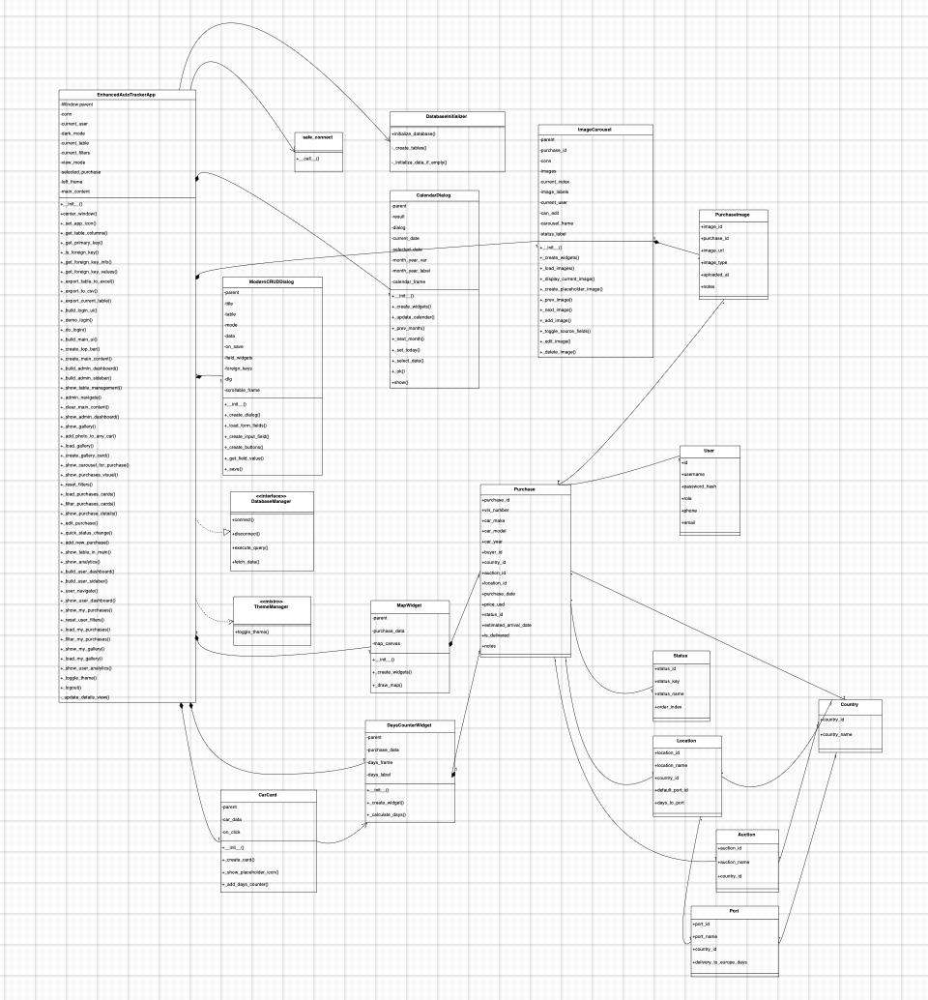 EnhancedAutoTrackerApp
-Window parent
-conn
-current_user
-dark_mode
-current_table
-current_filters
-view_mode
-selected_purchase
-left_frame
-main_content
+__init__()
+center_window()
+_set_app_icon()
+_get_table_columns()
+_get_primary_key()
+_is_foreign_key()
+_get_foreign_key_info()
+_get_foreign_key_values()
+_export_table_to_excel()
+_export_to_csv()
+_export_current_table()
+_build_login_ui()
+_demo_login()
+_do_login()
+_build_main_ui()
+_create_top_bar()
+_create_main_content()
+_build_admin_dashboard()
+_build_admin_sidebar()
+_show_table_management()
+_admin_navigate()
+_clear_main_content()
+_show_admin_dashboard()
+_show_gallery()
+_add_photo_to_any_car()
+_load_gallery()
+_create_gallery_card()
+_show_carousel_for_purchase()
+_show_purchases_visual()
+_reset_filters()
+_load_purchases_cards()
+_filter_purchases_cards()
+_show_purchase_details()
+_edit_purchase()
+_quick_status_change()
+_add_new_purchase()
+_show_table_in_main()
+_show_analytics()
+_build_user_dashboard()
+_build_user_sidebar()
+_user_navigate()
+_show_user_dashboard()
+_show_my_purchases()
+_reset_user_filters()
+_load_my_purchases()
+_filter_my_purchases()
+_show_my_gallery()
+_load_my_gallery()
+_show_user_analytics()
+_toggle_theme()
+_logout()
-_update_details_view()
safe_connect
+__call__()
DatabaseInitializer
+initialize_database()
-_create_tables()
-_initialize_data_if_empty()
CalendarDialog
-parent
-result
-dialog
-current_date
-selected_date
-month_year_var
-month_year_label
-calendar_frame
+__init__()
+_create_widgets()
+_update_calendar()
+_prev_month()
+_next_month()
+_set_today()
+_select_date()
+_ok()
+show()
ImageCarousel
-parent
-purchase_id
-conn
-images
-current_index
-image_labels
-current_user
-can_edit
-carousel_frame
-status_label
+__init__()
+_create_widgets()
+_load_images()
+_display_current_image()
+_create_placeholder_image()
+_prev_image()
+_next_image()
+_add_image()
+_toggle_source_fields()
+_edit_image()
+_delete_image()
PurchaseImage
+image_id
+purchase_id
+image_url
+image_type
+uploaded_at
+notes
ModernCRUDDialog
-parent
-title
-table
-mode
-data
-on_save
-field_widgets
-foreign_keys
-dlg
-scrollable_frame
+__init__()
+_create_dialog()
+_load_form_fields()
+_create_input_field()
+_create_buttons()
+_get_field_value()
+_save()
<<interface>>
DatabaseManager
+connect()
+disconnect()
+execute_query()
+fetch_data()
<<mixin>>
ThemeManager
+toggle_theme()
User
+id
+username
+password_hash
+role
+phone
+email
Purchase
+purchase_id
+vin_number
+car_make
+car_model
+car_year
+buyer_id
+country_id
+auction_id
+location_id
+purchase_date
+price_usd
+status_id
+estimated_arrival_date
+is_delivered
+notes
MapWidget
-parent
-purchase_data
-map_canvas
+__init__()
+_create_widgets()
+_draw_map()
Status
+status_id
+status_key
+status_name
+order_index
Country
+country_id
+country_name
DaysCounterWidget
-parent
-purchase_data
-days_frame
-days_label
+__init__()
+_create_widget()
+_calculate_days()
Location
+location_id
+location_name
+country_id
+default_port_id
+days_to_port
CarCard
-parent
-car_data
-on_click
+__init__()
+_create_card()
+_show_placeholder_icon()
+_add_days_counter()
Auction
+auction_id
+auction_name
+country_id
Port
+port_id
+port_name
+country_id
+delivery_to_europe_days